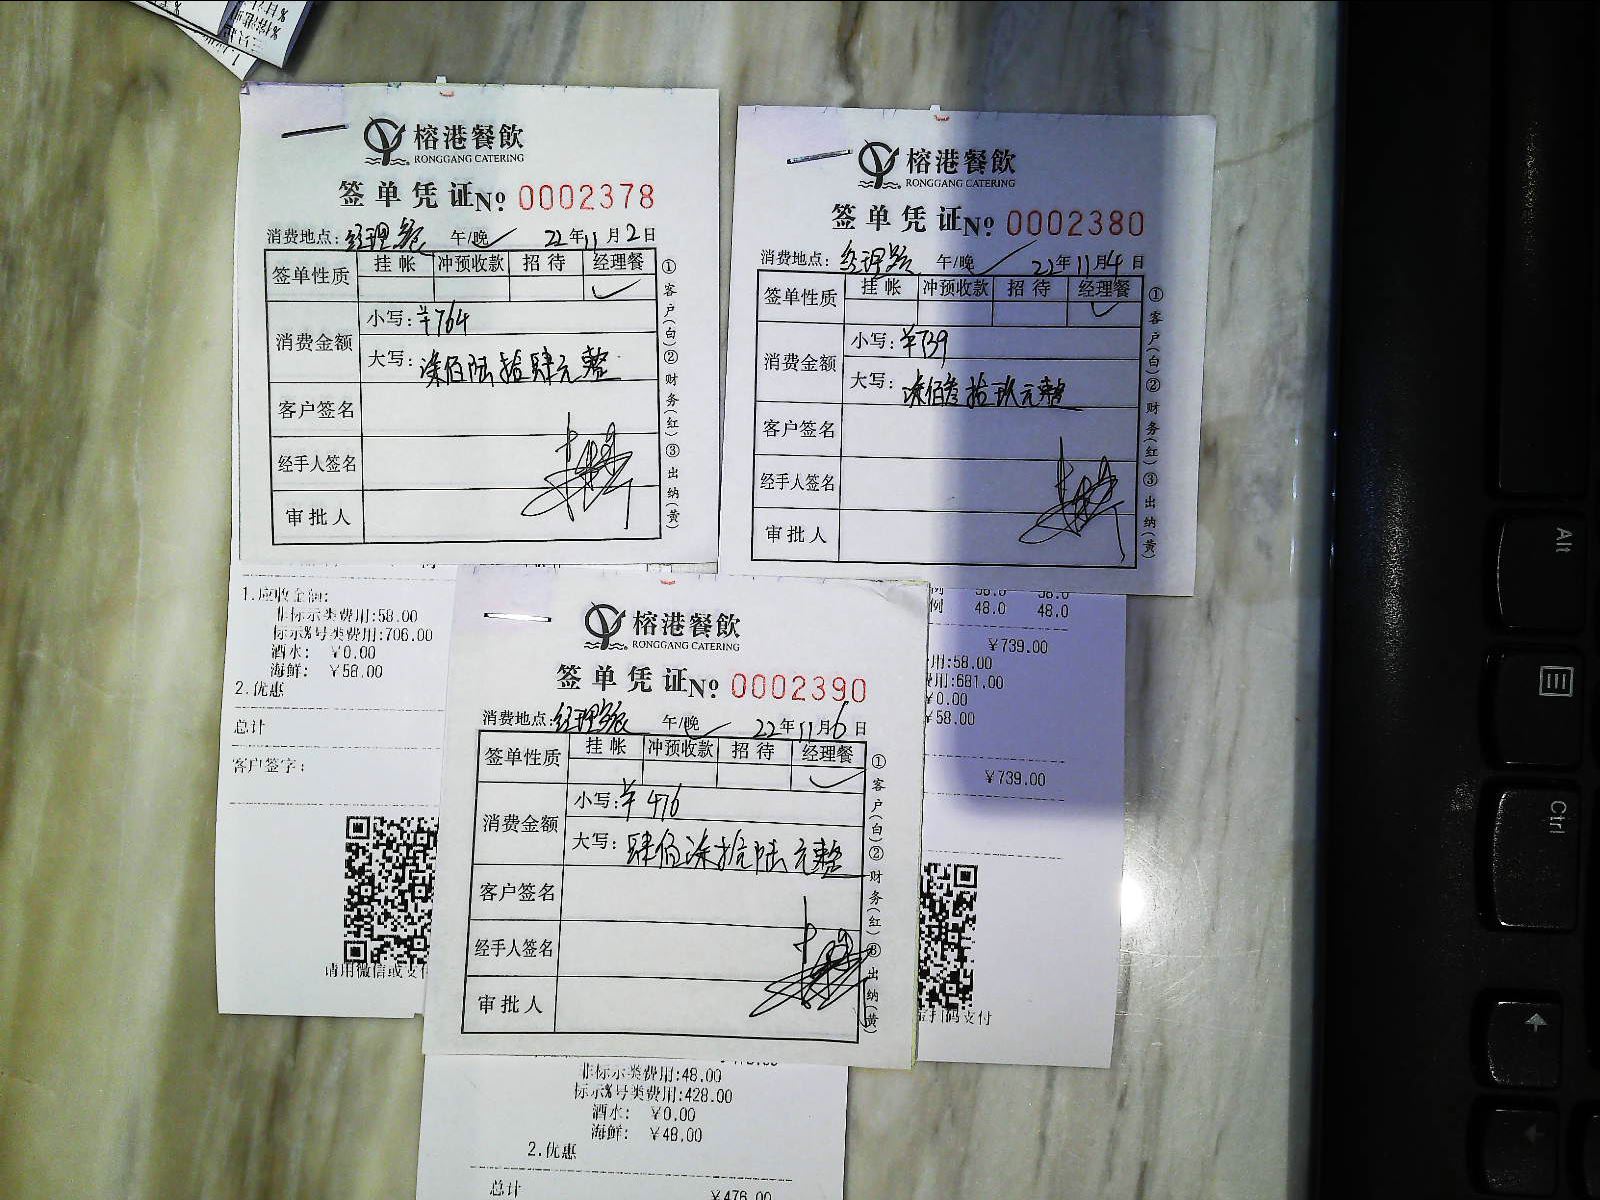 榕港餐飲
RONGGANG CATERING
签单凭证 No 0002378
消费地点: 经理餐 午/晚 22年11月2日
签单性质 挂帐 冲预收款 招待 经理餐
消费金额 小写: ¥764
大写: 柒佰陆拾肆元整
客户签名
经手人签名
审批人
①客户(白)②财务(红)③出纳(黄)
1.应收金额:
非标示类费用:58.00
标示%号类费用:706.00
酒水: ¥0.00
海鲜: ¥58.00
2.优惠
总计
客户签字:
请用微信或支付
榕港餐飲
RONGGANG CATERING
签单凭证 No 0002380
消费地点: 经理餐 午/晚 22年11月4日
签单性质 挂帐 冲预收款 招待 经理餐
消费金额 小写: ¥739
大写: 柒佰叁拾玖元整
客户签名
经手人签名
审批人
①客户(白)②财务(红)③出纳(黄)
例 48.0 48.0
¥739.00
用:58.00
费用:681.00
¥0.00
¥58.00
¥739.00
宝扫码支付
榕港餐飲
RONGGANG CATERING
签单凭证 No 0002390
消费地点: 经理餐 午/晚 22年11月6日
签单性质 挂帐 冲预收款 招待 经理餐
消费金额 小写: ¥476
大写: 肆佰柒拾陆元整
客户签名
经手人签名
审批人
①客户(白)②财务(红)③出纳(黄)
非标示类费用:48.00
标示%号类费用:428.00
酒水: ¥0.00
海鲜: ¥48.00
2.优惠
总计 ¥476.00
Alt
Ctrl